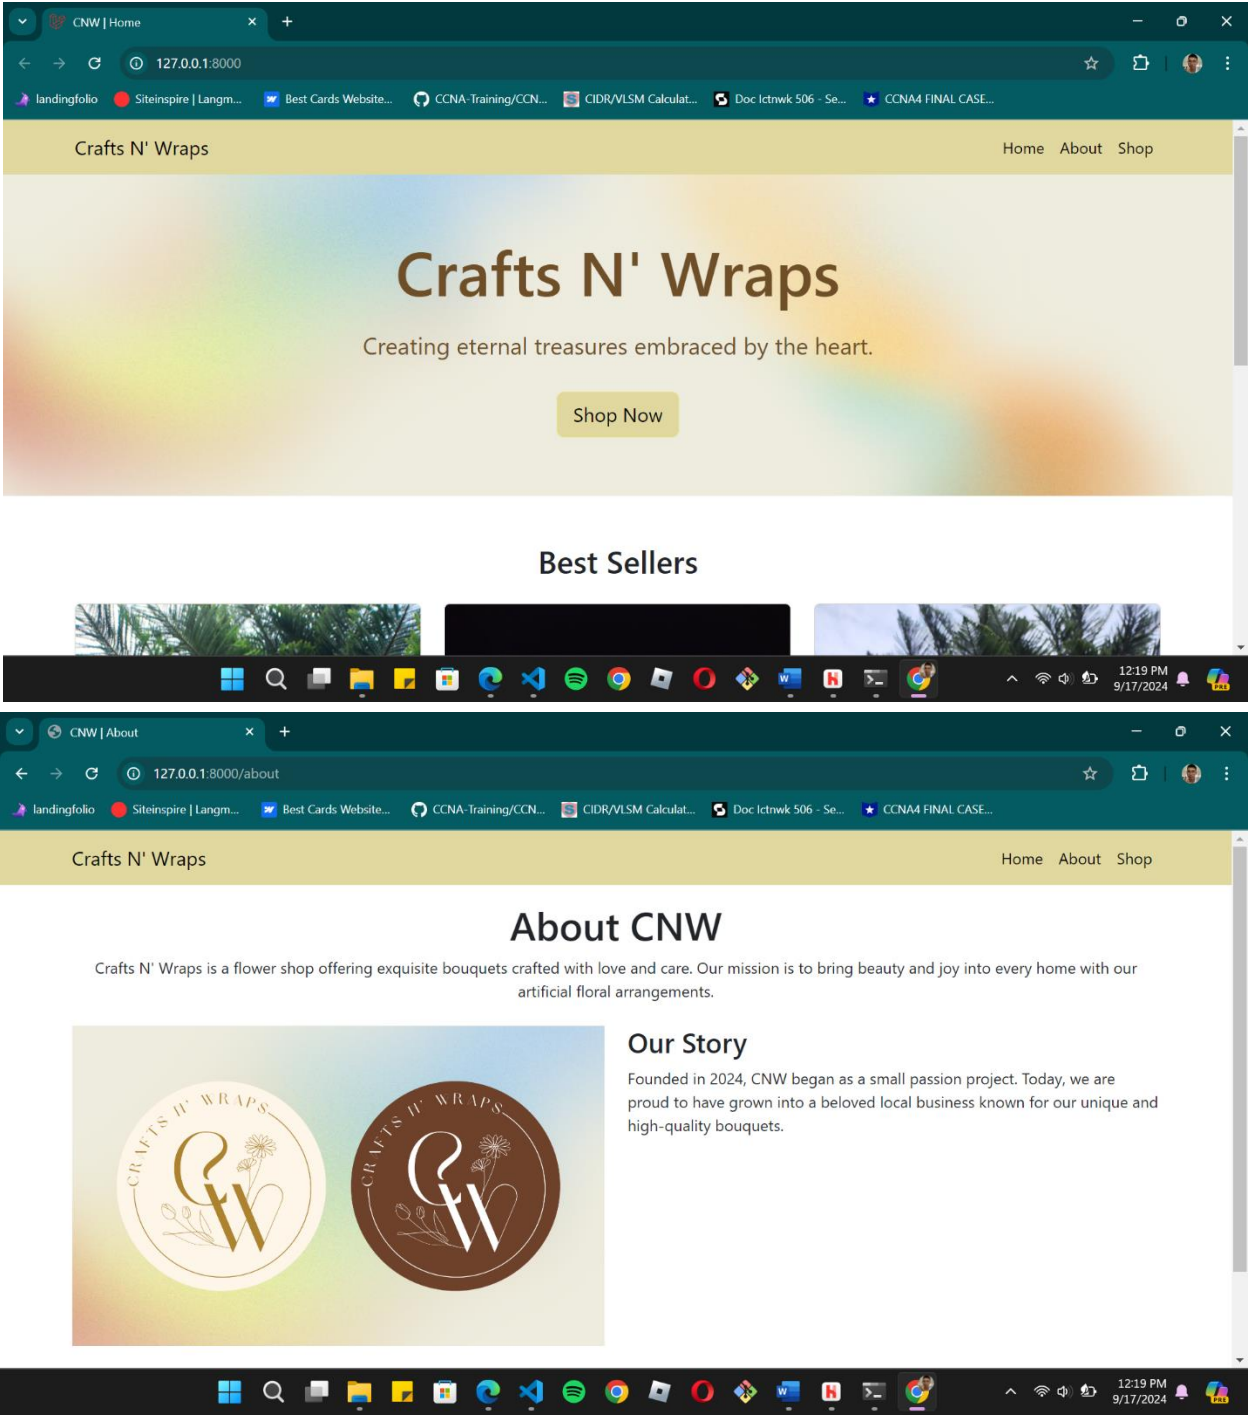 CNW | Home
127.0.0.1:8000
landingfolio Siteinspire | Langm... Best Cards Website... CCNA-Training/CCN... CIDR/VLSM Calculat... Doc Ictnwk 506 - Se... CCNA4 FINAL CASE...
Crafts N' Wraps Home About Shop
Crafts N' Wraps
Creating eternal treasures embraced by the heart.
Shop Now
Best Sellers
12:19 PM
9/17/2024
PRE
CNW | About
127.0.0.1:8000/about
landingfolio Siteinspire | Langm... Best Cards Website... CCNA-Training/CCN... CIDR/VLSM Calculat... Doc Ictnwk 506 - Se... CCNA4 FINAL CASE...
Crafts N' Wraps Home About Shop
About CNW
Crafts N' Wraps is a flower shop offering exquisite bouquets crafted with love and care. Our mission is to bring beauty and joy into every home with our
artificial floral arrangements.
CRAFTS N' WRAPS
CW
CRAFTS N' WRAPS
CW
Our Story
Founded in 2024, CNW began as a small passion project. Today, we are
proud to have grown into a beloved local business known for our unique and
high-quality bouquets.
12:19 PM
9/17/2024
PRE